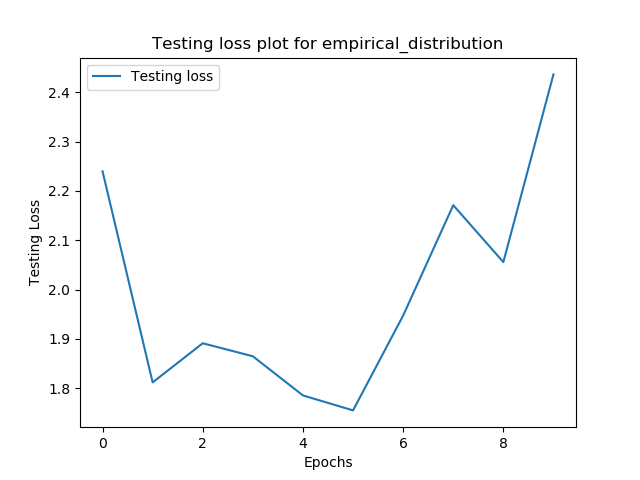 Testing loss plot for empirical_distribution
Testing loss
2.4
2.3
2.2
2.1
2.0
1.9
1.8
Testing Loss
0 2 4 6 8
Epochs